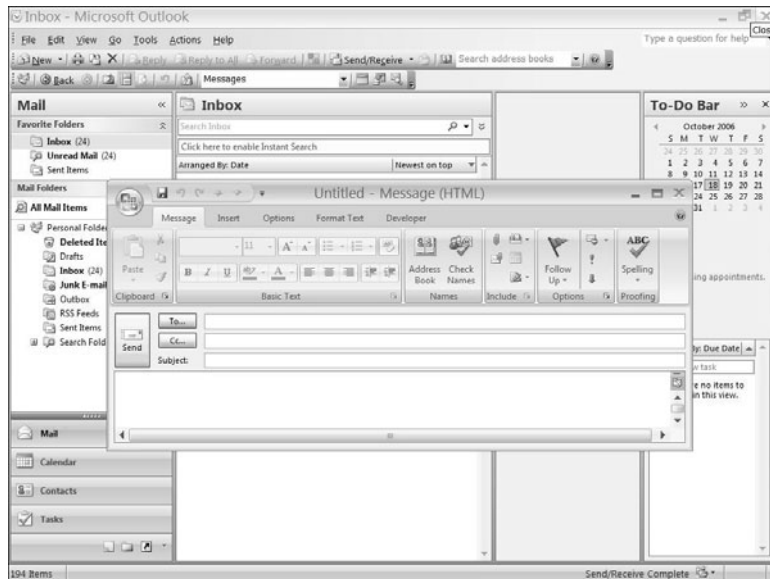 Inbox - Microsoft Outlook
File Edit View Go Tools Actions Help
Type a question for help
Clos
New Reply Reply to All Forward Send/Receive Search address books
Back Messages
Mail «
Inbox
To-Do Bar » ×
Favorite Folders
Search Inbox
October 2006
Inbox (24)
Click here to enable Instant Search
S M T W T F S
Unread Mail (24)
24 25 26 27 28 29 30
Sent Items
Arranged By: Date Newest on top
1 2 3 4 5 6 7
8 9 10 11 12 13 14
Mail Folders
17 18 19 20 21
All Mail Items
24 25 26 27 28
31 1 2 3 4
Untitled - Message (HTML)
Message Insert Options Format Text Developer
Personal Folde
Deleted Ite
Drafts
Inbox (24)
Junk E-mail
Outbox
RSS Feeds
Sent Items
Search Fold
11 A A
ABC
Paste
B I U A
Address Book
Check Names
Follow Up
Spelling
Clipboard Basic Text Names Include Options Proofing
ing appointments.
To...
Cc...
Send
Subject:
By: Due Date
w task
re no items to
in this view.
Mail
Calendar
Contacts
Tasks
194 Items
Send/Receive Complete